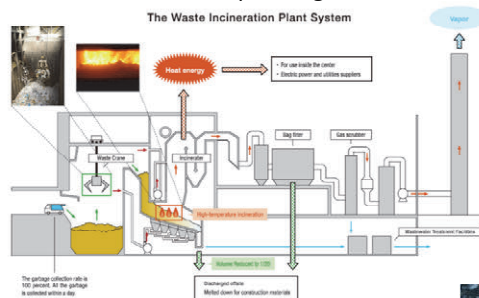 The Waste Incineration Plant System
Vapor
Heat energy
• For use inside the center
• Electric power and utilities suppliers
Bag filter
Gas scrubber
Waste Crane
Incinerator
High-temperature incineration
Wastewater Treatment Facilities
The garbage collection rate is
100 percent. All the garbage
is collected within a day.
Volume Reduced to 1/20
Discharged offsite
Melted down for construction materials